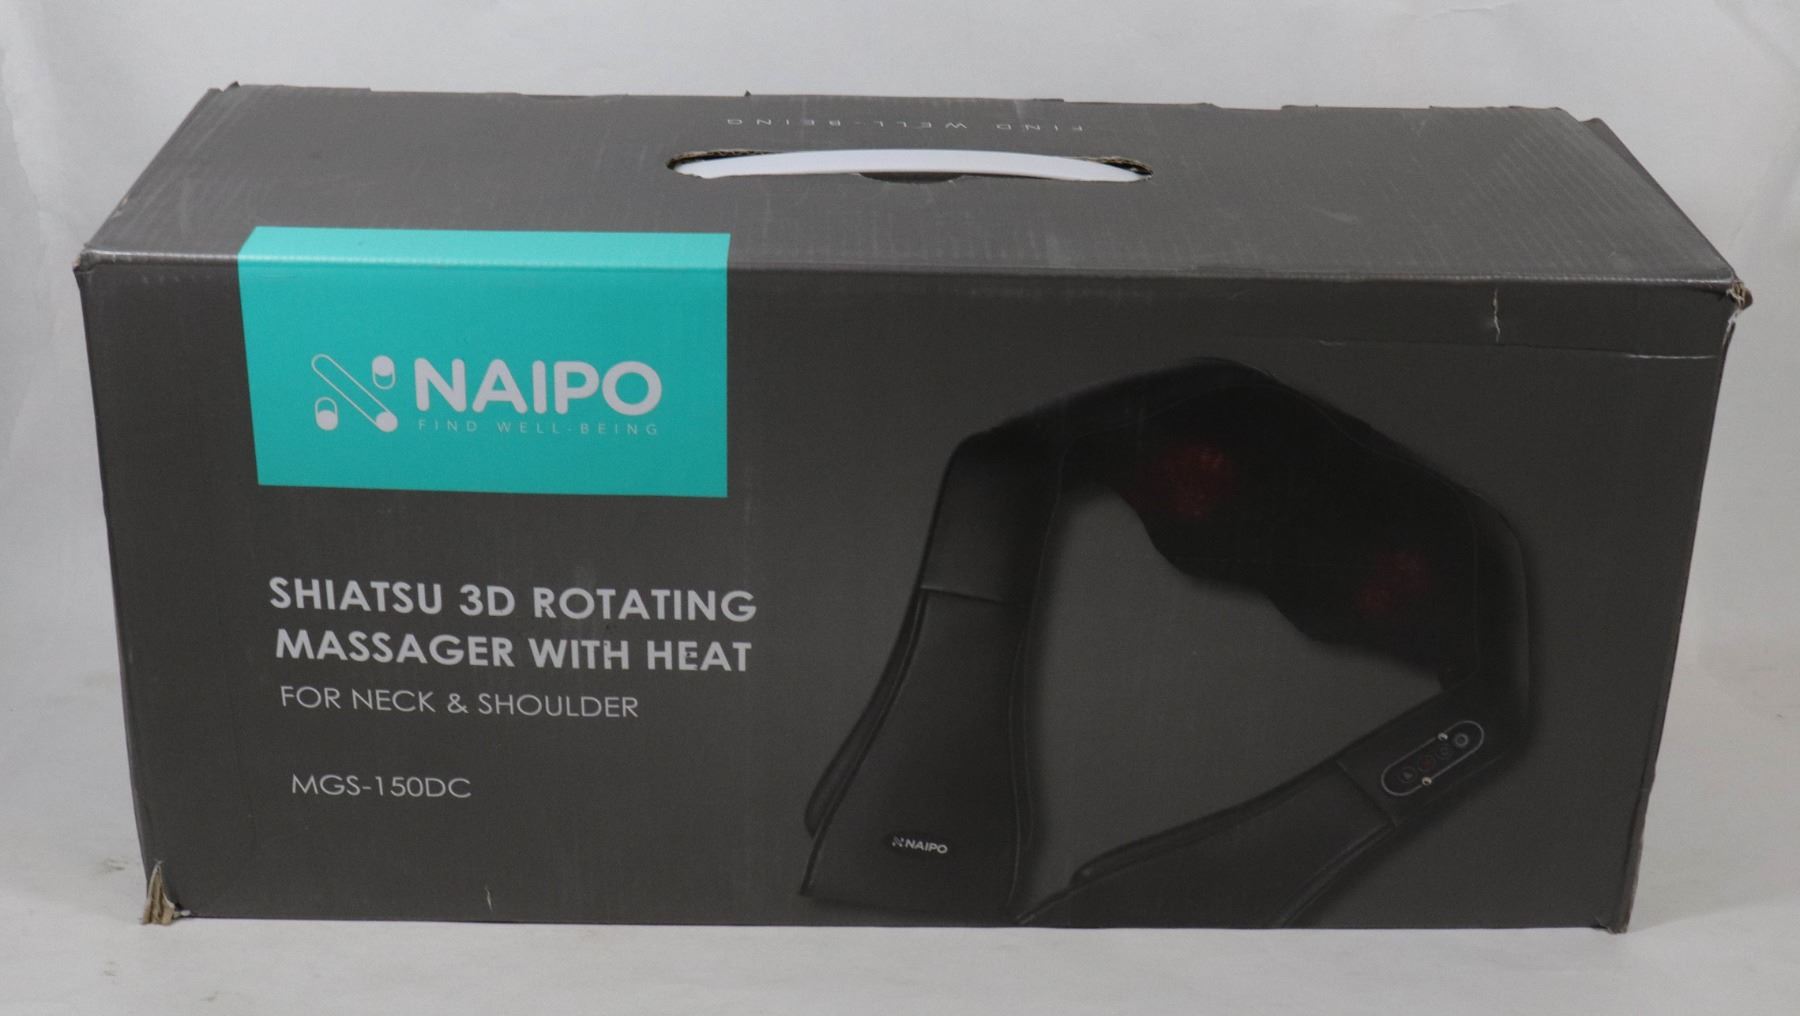 FIND WELL-BEING
NAIPO
FIND WELL-BEING
SHIATSU 3D ROTATING
MASSAGER WITH HEAT
FOR NECK & SHOULDER
MGS-150DC
NAIPO